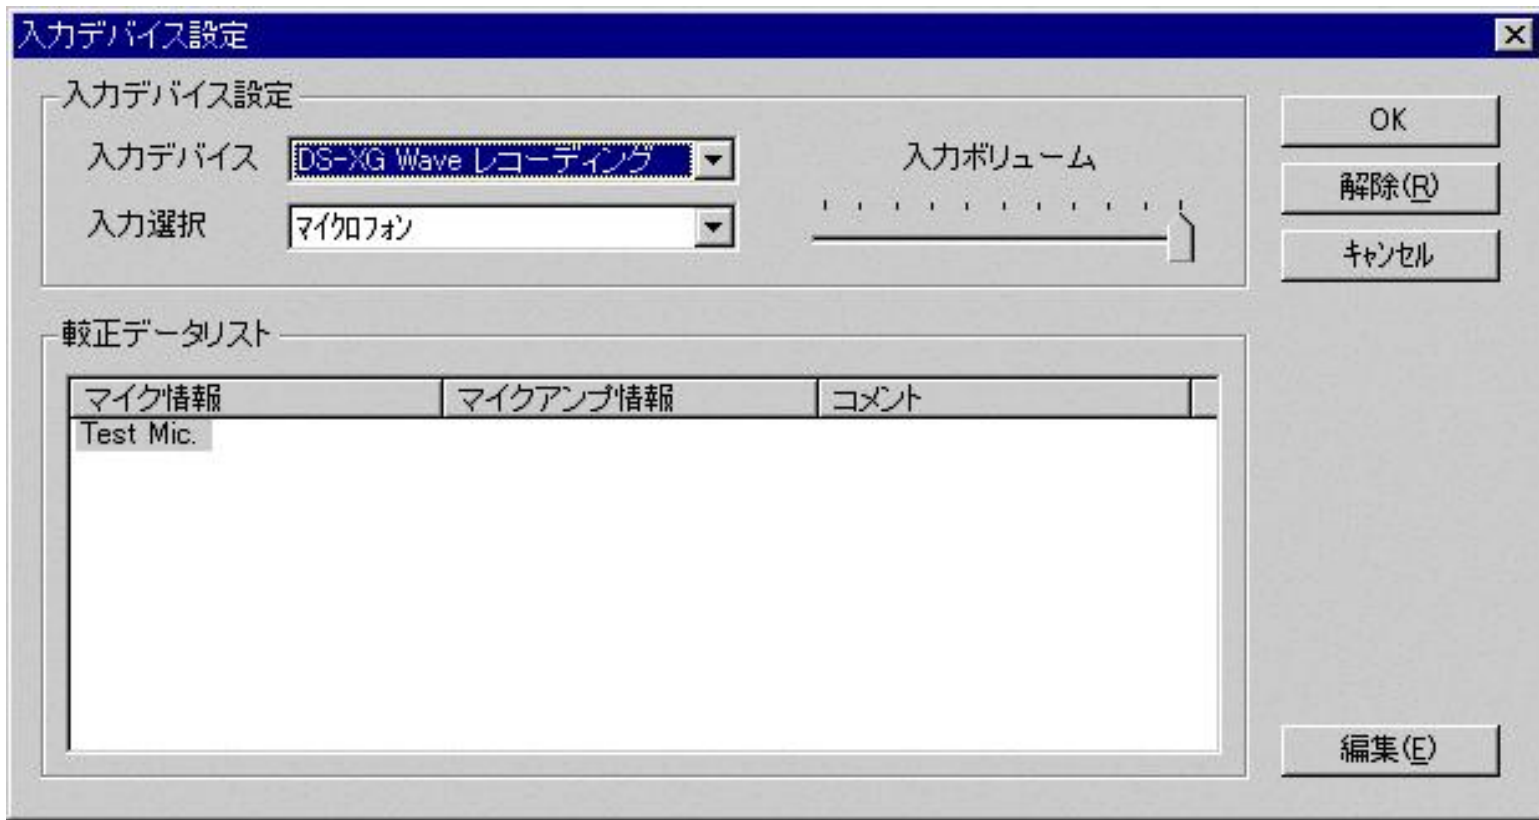 入力デバイス設定
入力デバイス設定
入力デバイス DS-XG Wave レコーディング
入力選択 マイクロフォン
入力ボリューム
OK
解除(R)
キャンセル
較正データリスト
マイク情報 マイクアンプ情報 コメント
Test Mic.
編集(E)